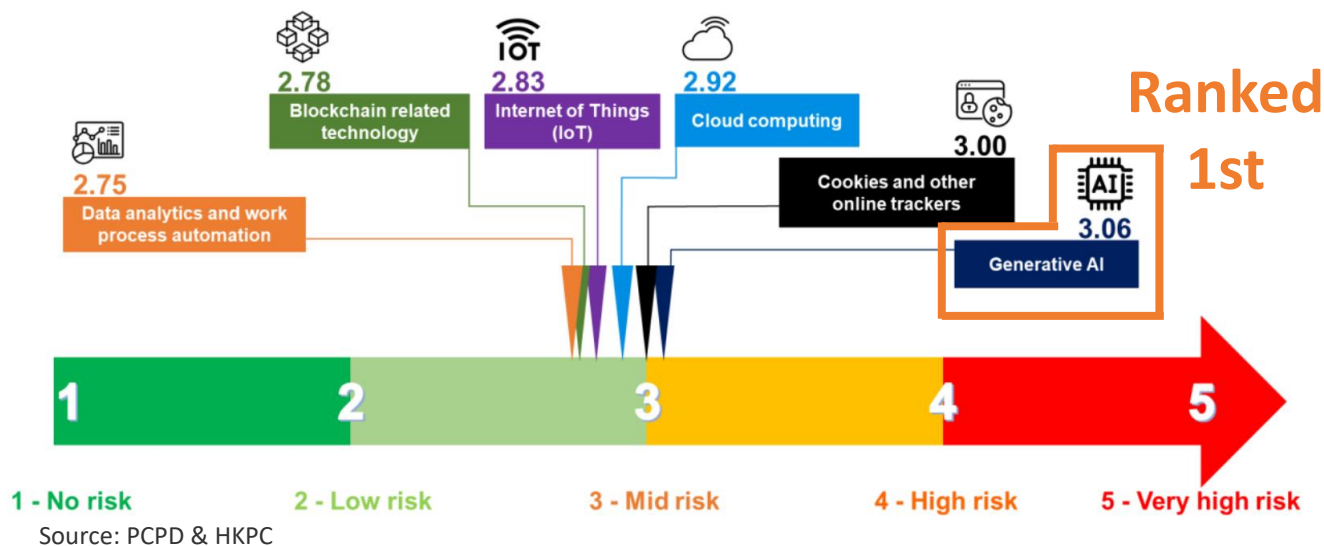 2.78
Blockchain related
technology
IOT
2.83
Internet of Things
(IoT)
2.92
Cloud computing
3.00
Cookies and other
online trackers
Ranked
1st
AI
3.06
Generative AI
2.75
Data analytics and work
process automation
1 2 3 4 5
1 - No risk 2 - Low risk 3 - Mid risk 4 - High risk 5 - Very high risk
Source: PCPD & HKPC